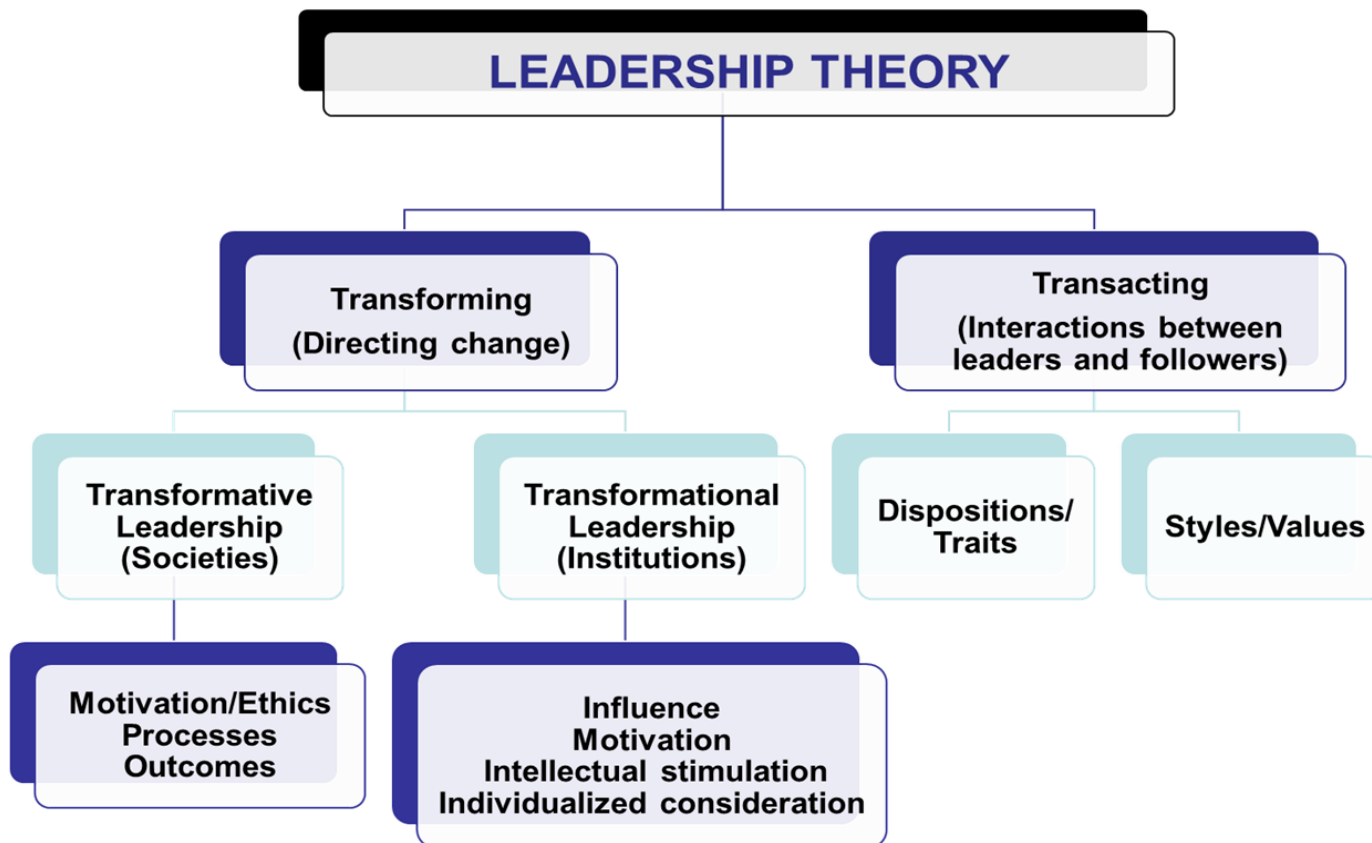 LEADERSHIP THEORY
Transforming
(Directing change)
Transacting
(Interactions between
leaders and followers)
Transformative
Leadership
(Societies)
Transformational
Leadership
(Institutions)
Dispositions/
Traits
Styles/Values
Motivation/Ethics
Processes
Outcomes
Influence
Motivation
Intellectual stimulation
Individualized consideration